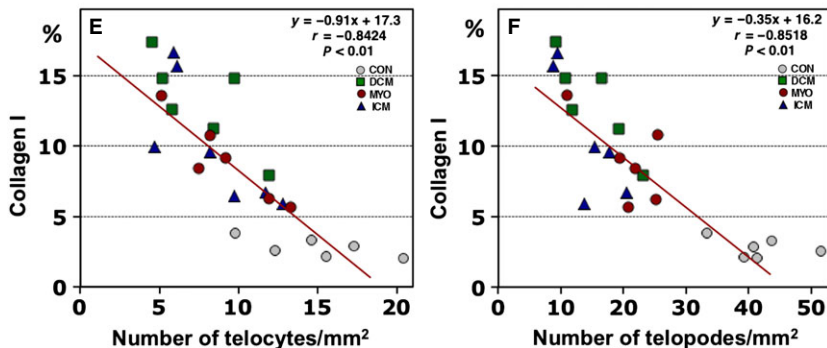 E
y = −0.91x + 17.3
r = −0.8424
P < 0.01
CON
DCM
MYO
ICM
%
15
10
5
0
Collagen I
0 5 10 15 20
Number of telocytes/mm²
F
y = −0.35x + 16.2
r = −0.8518
P < 0.01
CON
DCM
MYO
ICM
%
15
10
5
0
Collagen I
0 10 20 30 40 50
Number of telopodes/mm²